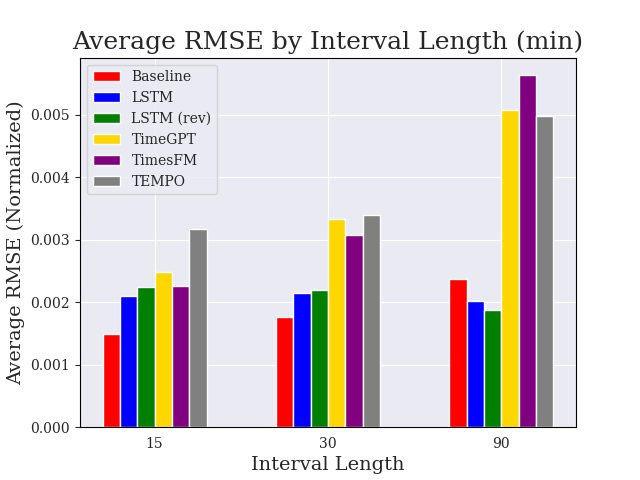 Average RMSE by Interval Length (min)
Baseline
LSTM
LSTM (rev)
TimeGPT
TimesFM
TEMPO
Average RMSE (Normalized)
0.005
0.004
0.003
0.002
0.001
0.000
15
30
90
Interval Length